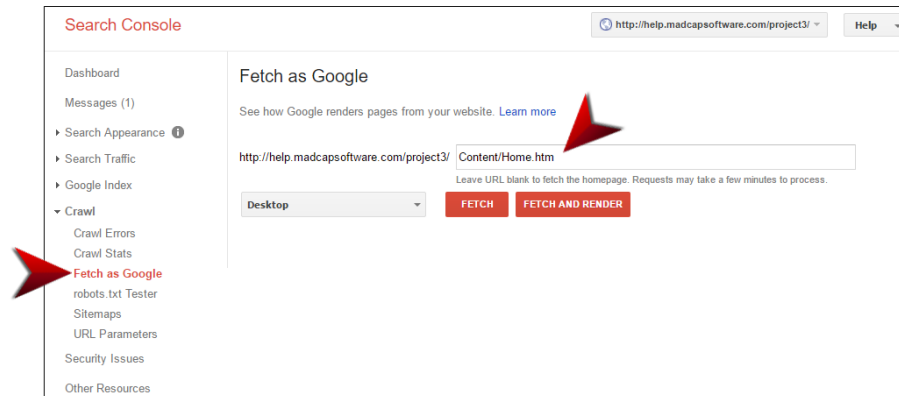 Search Console
http://help.madcapsoftware.com/project3/
Help
Dashboard
Messages (1)
Search Appearance
Search Traffic
Google Index
Crawl
Crawl Errors
Crawl Stats
Fetch as Google
robots.txt Tester
Sitemaps
URL Parameters
Security Issues
Other Resources
Fetch as Google
See how Google renders pages from your website. Learn more
http://help.madcapsoftware.com/project3/ Content/Home.htm
Leave URL blank to fetch the homepage. Requests may take a few minutes to process.
Desktop FETCH FETCH AND RENDER